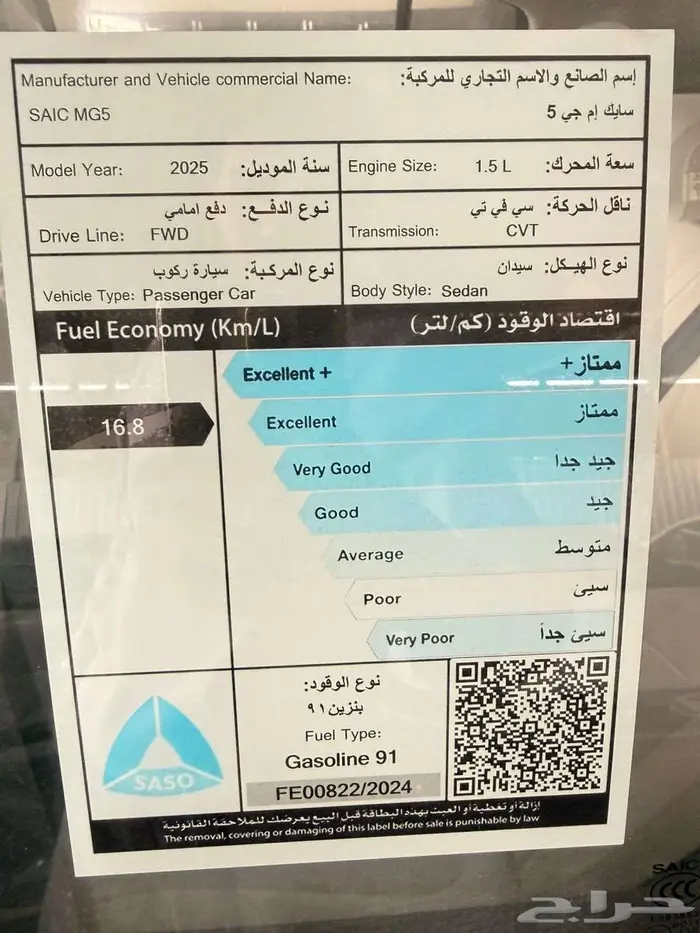 Manufacturer and Vehicle commercial Name: إسم الصانع والاسم التجاري للمركبة:
SAIC MG5 سايك إم جي 5
Model Year: 2025 سنة الموديل:
Engine Size: 1.5 L سعة المحرك:
نوع الدفع: دفع امامي
Drive Line: FWD
ناقل الحركة: سي في تي
Transmission: CVT
نوع المركبة: سيارة ركوب
Vehicle Type: Passenger Car
نوع الهيكل: سيدان
Body Style: Sedan
Fuel Economy (Km/L) اقتصاد الوقود (كم/لتر)
Excellent + ممتاز+
16.8
Excellent ممتاز
Very Good جيد جدا
Good جيد
Average متوسط
Poor سيئ
Very Poor سيئ جداً
SASO
نوع الوقود:
بنزين ٩١
Fuel Type:
Gasoline 91
FE00822/2024
إزالة أو تغطية أو العبث بهذه البطاقة قبل البيع يعرضك للملاحقة القانونية
The removal, covering or damaging of this label before sale is punishable by law
SAIC
حراج